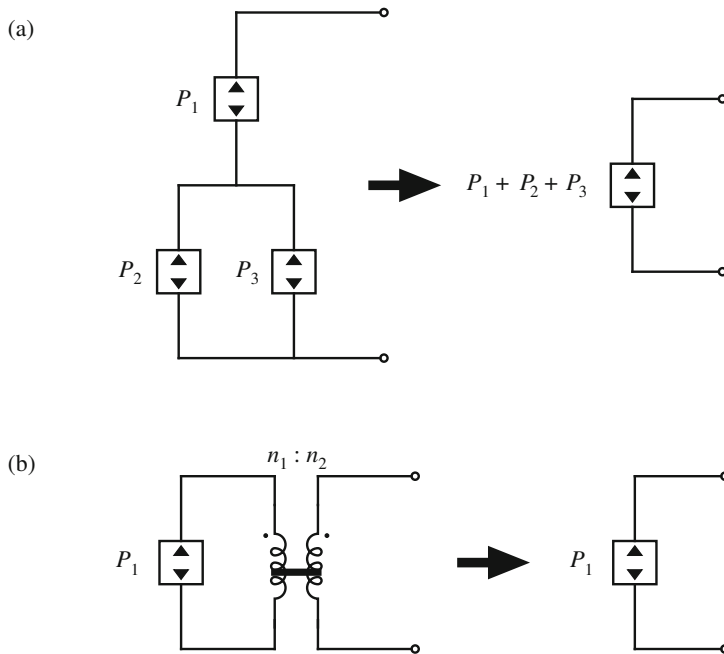 (a)
P₁
P₁ + P₂ + P₃
P₂
P₃
(b)
n₁ : n₂
P₁
P₁